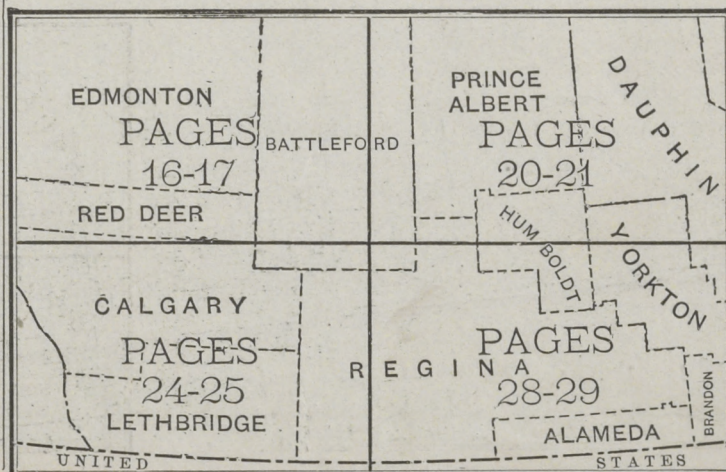 EDMONTON
PAGES
16-17
BATTLEFORD
RED DEER
PRINCE
ALBERT
PAGES
20-21
DAUPHIN
HUMBOLDT
YORKTON
CALGARY
PAGES
24-25
LETHBRIDGE
REGINA
PAGES
28-29
ALAMEDA
BRANDON
UNITED STATES